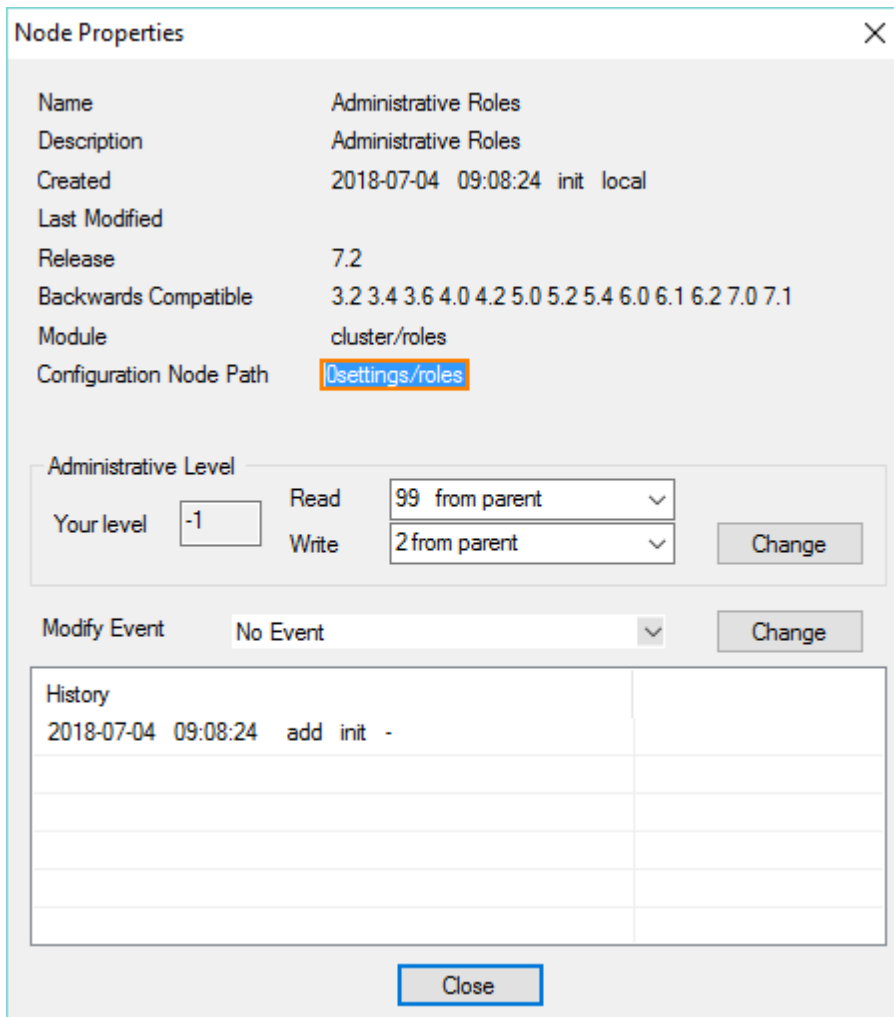 Node Properties
Name Administrative Roles
Description Administrative Roles
Created 2018-07-04 09:08:24 init local
Last Modified
Release 7.2
Backwards Compatible 3.2 3.4 3.6 4.0 4.2 5.0 5.2 5.4 6.0 6.1 6.2 7.0 7.1
Module cluster/roles
Configuration Node Path 0settings/roles
Administrative Level
Your level -1
Read 99 from parent
Write 2 from parent
Change
Modify Event No Event Change
History
2018-07-04 09:08:24 add init -
Close